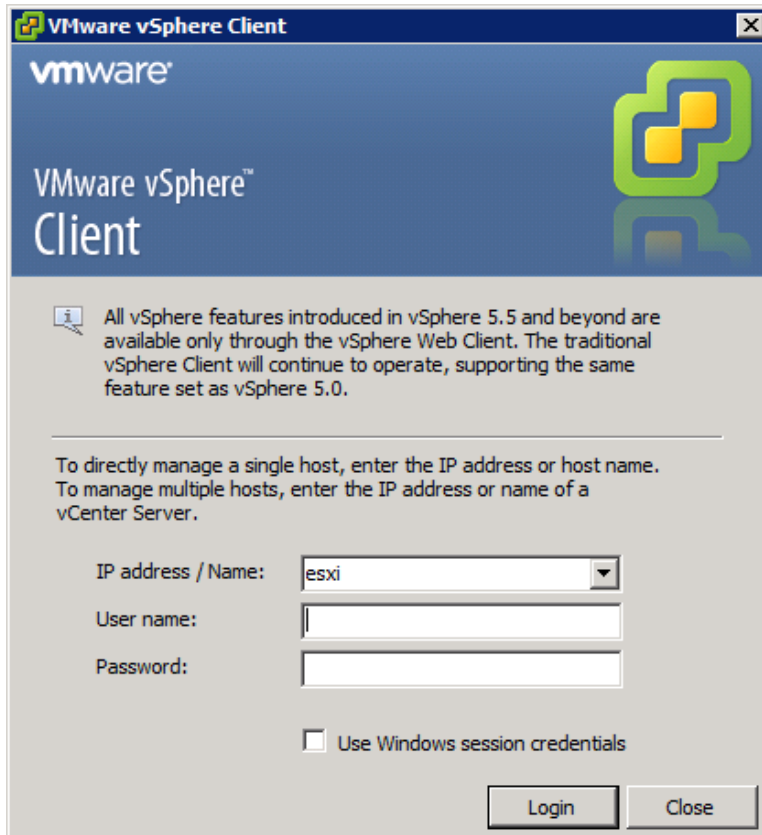 VMware vSphere Client
vmware
VMware vSphere™
Client
All vSphere features introduced in vSphere 5.5 and beyond are
available only through the vSphere Web Client. The traditional
vSphere Client will continue to operate, supporting the same
feature set as vSphere 5.0.
To directly manage a single host, enter the IP address or host name.
To manage multiple hosts, enter the IP address or name of a
vCenter Server.
IP address / Name: esxi
User name:
Password:
Use Windows session credentials
Login Close